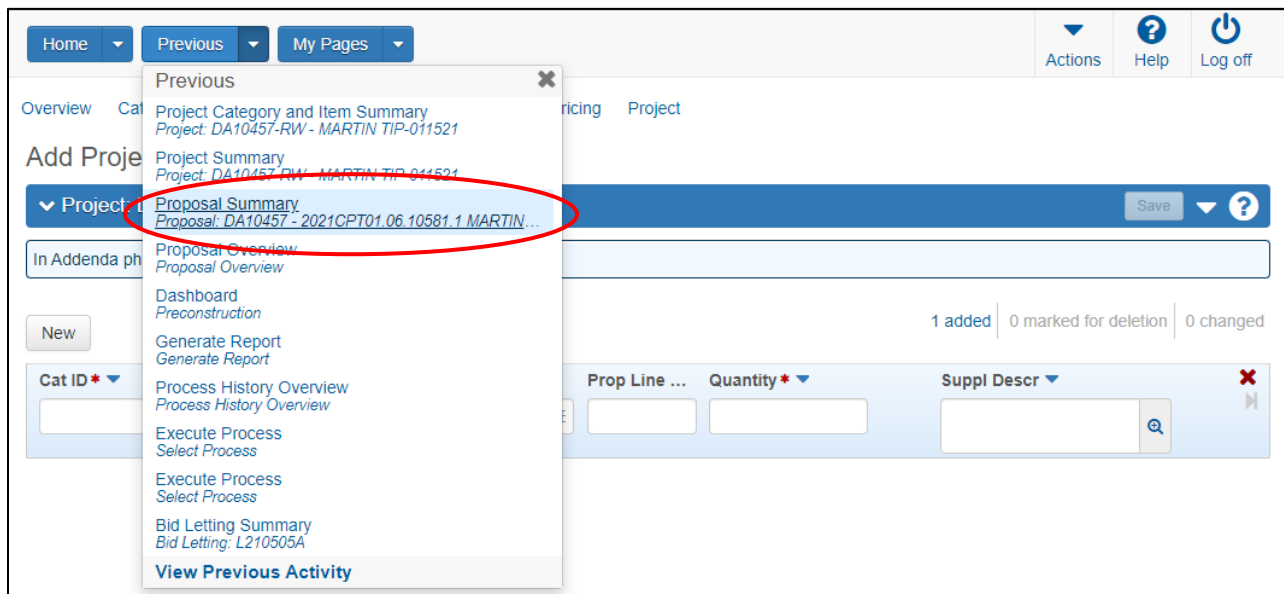 Home Previous My Pages
Actions Help Log off
Previous
Overview Cat ricing Project
Project Category and Item Summary
Project: DA10457-RW - MARTIN TIP-011521
Add Proje
Project Summary
Project: DA10457-RW - MARTIN TIP-011521
Project: D Save
Proposal Summary
Proposal: DA10457 - 2021CPT01.06.10581.1 MARTIN...
In Addenda ph
Proposal Overview
Proposal Overview
Dashboard
Preconstruction
New 1 added 0 marked for deletion 0 changed
Generate Report
Generate Report
Cat ID* Prop Line ... Quantity* Suppl Descr
Process History Overview
Process History Overview
Execute Process
Select Process
Execute Process
Select Process
Bid Letting Summary
Bid Letting: L210505A
View Previous Activity